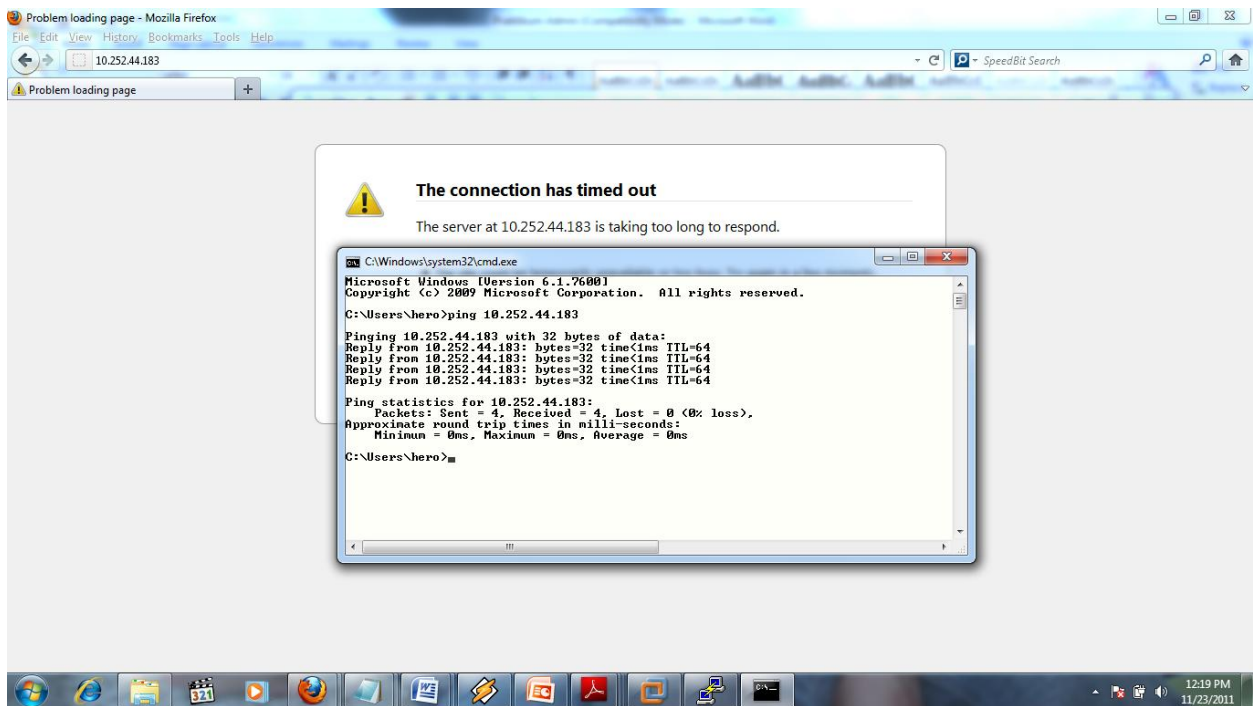 Problem loading page - Mozilla Firefox
File Edit View History Bookmarks Tools Help
10.252.44.183
SpeedBit Search
Problem loading page
The connection has timed out
The server at 10.252.44.183 is taking too long to respond.
C:\Windows\system32\cmd.exe
Microsoft Windows [Version 6.1.7600]
Copyright (c) 2009 Microsoft Corporation. All rights reserved.
C:\Users\hero>ping 10.252.44.183
Pinging 10.252.44.183 with 32 bytes of data:
Reply from 10.252.44.183: bytes=32 time<1ms TTL=64
Reply from 10.252.44.183: bytes=32 time<1ms TTL=64
Reply from 10.252.44.183: bytes=32 time<1ms TTL=64
Reply from 10.252.44.183: bytes=32 time<1ms TTL=64
Ping statistics for 10.252.44.183:
Packets: Sent = 4, Received = 4, Lost = 0 (0% loss),
Approximate round trip times in milli-seconds:
Minimum = 0ms, Maximum = 0ms, Average = 0ms
C:\Users\hero>
321
12:19 PM
11/23/2011